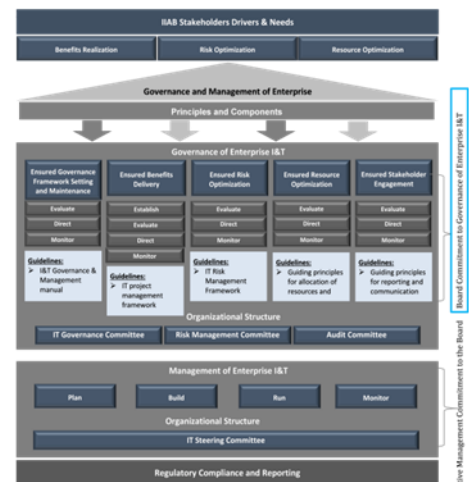 IIAB Stakeholders Drivers & Needs
Benefits Realization
Risk Optimization
Resource Optimization
Governance and Management of Enterprise
Principles and Components
Governance of Enterprise I&T
Ensured Governance
Framework Setting
and Maintenance
Evaluate
Direct
Monitor
Guidelines:
➢ I&T Governance &
Management
manual
Ensured Benefits
Delivery
Establish
Evaluate
Direct
Monitor
Guidelines:
➢ IT project
management
framework
Ensured Risk
Optimization
Evaluate
Direct
Monitor
Guidelines:
➢ IT Risk
Management
Framework
Ensured Resource
Optimization
Evaluate
Direct
Monitor
Guidelines:
➢ Guiding principles
for allocation of
resources and
Ensured Stakeholder
Engagement
Evaluate
Direct
Monitor
Guidelines:
➢ Guiding principles
for reporting and
communication
Organizational Structure
IT Governance Committee
Risk Management Committee
Audit Committee
Management of Enterprise I&T
Plan
Build
Run
Monitor
Organizational Structure
IT Steering Committee
Regulatory Compliance and Reporting
Board Commitment to Governance of Enterprise I&T
tive Management Commitment to the Board